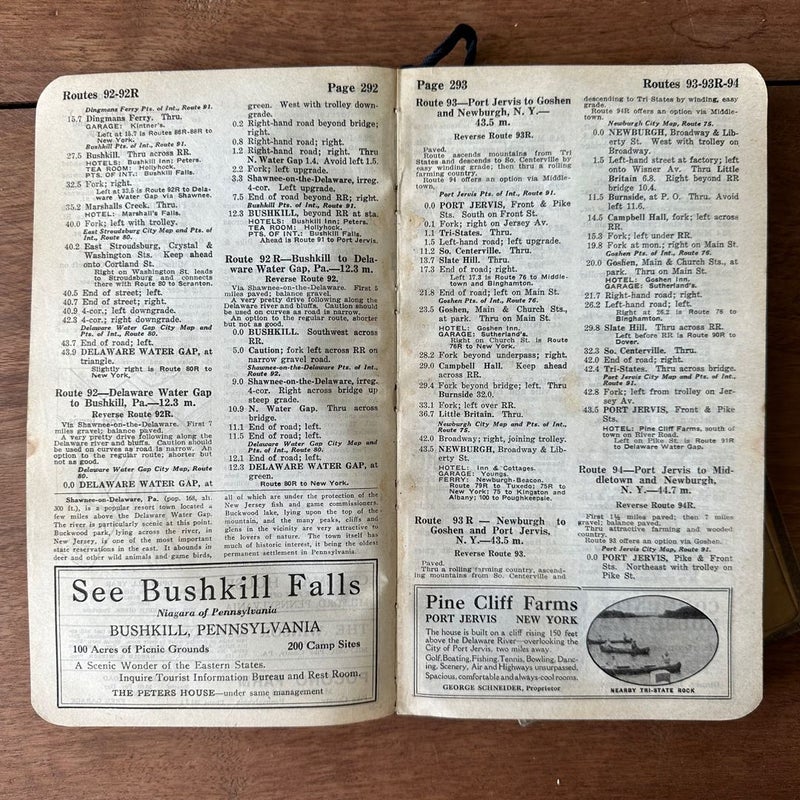 Routes 92-92R
Page 292
Dingmans Ferry Pts. of Int., Route 91.
15.7 Dingmans Ferry. Thru.
GARAGE: Kintner's.
Left at 15.7 is Routes 86R-88R to
New York.
Bushkill Pts. of Int., Route 91.
27.5 Bushkill. Thru across RR.
HOTELS: Bushkill Inn; Peters.
TEA ROOM: Hollyhock.
PTS. OF INT.: Bushkill Falls.
32.5 Fork; right.
Left at 32.5 is Route 92R to Dela-
ware Water Gap via Shawnee.
35.2 Marshalls Creek. Thru.
HOTEL: Marshall's Falls.
40.0 Fork; left with trolley.
East Stroudsburg City Map and Pts. of
Int., Route 80.
40.2 East Stroudsburg, Crystal &
Washington Sts. Keep ahead
onto Cortland St.
Right on Washington St. leads
to Stroudsburg and connects
there with Route 80 to Scranton.
40.5 End of street; left.
40.7 End of street; right.
40.9 4-cor.; left downgrade.
42.3 4-cor.; right downgrade.
Delaware Water Gap City Map and
Pts. of Int., Route 80.
43.7 End of road; left.
43.9 DELAWARE WATER GAP, at
triangle.
Slightly right is Route 80R to
New York.
Route 92—Delaware Water Gap
to Bushkill, Pa.—12.3 m.
Reverse Route 92R.
Via Shawnee-on-the-Delaware. First 7
miles gravel; balance paved.
A very pretty drive following along the
Delaware river and bluffs. Caution should
be used on curves as road is narrow. An
option to the regular route; shorter but
not as good.
Delaware Water Gap City Map, Route
80.
0.0 DELAWARE WATER GAP, at
green. West with trolley down-
grade.
0.2 Right-hand road beyond bridge;
right.
0.8 Right-hand road; right.
1.2 Right-hand road; right. Thru
N. Water Gap 1.4. Avoid left 1.5.
2.2 Fork; left upgrade.
3.3 Shawnee-on-the-Delaware, irreg.
4-cor. Left upgrade.
7.5 End of road beyond RR; right.
Bushkill Pts. of Int., Route 91.
12.3 BUSHKILL, beyond RR at sta.
HOTELS: Bushkill Inn; Peters.
TEA ROOM: Hollyhock.
PTS. OF INT.: Bushkill Falls.
Ahead is Route 91 to Port Jervis.
Route 92 R—Bushkill to Dela-
ware Water Gap, Pa.—12.3 m.
Reverse Route 92.
Via Shawnee-on-the-Delaware. First 5
miles paved; balance gravel.
A very pretty drive following along the
Delaware river and bluffs. Caution should
be used on curves as road is narrow.
An option to the regular route, shorter
but not as good.
0.0 BUSHKILL. Southwest across
RR.
5.0 Caution; fork left across RR on
narrow gravel road.
Shawnee-on-the-Delaware Pts. of Int.,
Route 92.
9.0 Shawnee-on-the-Delaware, irreg.
4-cor. Right across bridge up
steep grade.
10.9 N. Water Gap. Thru across
bridge.
11.1 End of road; left.
11.5 End of road; left.
Delaware Water Gap City Map and
Pts. of Int., Route 80.
12.1 End of road; left.
12.3 DELAWARE WATER GAP, at
green.
Route 80R to New York.
Shawnee-on-Delaware, Pa. (pop. 168, alt.
300 ft.), is a popular resort town located a
few miles above the Delaware Water Gap.
The river is particularly scenic at this point.
Buckwood park, lying across the river, in
New Jersey, is one of the most important
state reservations in the east. It abounds in
deer and other wild animals and game birds,
all of which are under the protection of the
New Jersey fish and game commissioners.
Buckwood lake, lying upon the top of the
mountain, and the many peaks, cliffs and
glens in the vicinity are very attractive to
the lovers of nature. The town itself has
much of historic interest, it being the oldest
permanent settlement in Pennsylvania.
See Bushkill Falls
Niagara of Pennsylvania
BUSHKILL, PENNSYLVANIA
100 Acres of Picnic Grounds 200 Camp Sites
A Scenic Wonder of the Eastern States.
Inquire Tourist Information Bureau and Rest Room.
THE PETERS HOUSE—under same management
Page 293
Routes 93-93R-94
Route 93—Port Jervis to Goshen
and Newburgh, N. Y.—
43.5 m.
Reverse Route 93R.
Paved.
Route ascends mountains from Tri
States and descends to So. Centerville by
easy winding grade; then thru a rolling
farming country.
Route 94 offers an option via Middle-
town.
Port Jervis Pts. of Int., Route 91.
0.0 PORT JERVIS, Front & Pike
Sts. South on Front St.
0.1 Fork; right on Jersey Av.
1.1 Tri-States. Thru.
1.5 Left-hand road; left upgrade.
11.2 So. Centerville. Thru.
13.7 Slate Hill. Thru.
17.3 End of road; right.
Left 17.3 is Route 76 to Middle-
town and Binghamton.
21.8 End of road; left on Main St.
Goshen Pts. of Int., Route 76.
23.5 Goshen, Main & Church Sts.,
at park. Thru on Main St.
HOTEL: Goshen Inn.
GARAGE: Sutherland's.
Right on Church St. is Route
76R to New York.
28.2 Fork beyond underpass; right.
29.0 Campbell Hall. Keep ahead
across RR.
29.4 Fork beyond bridge; left. Thru
Burnside 32.0.
33.1 Fork; left over RR.
36.7 Little Britain. Thru.
Newburgh City Map and Pts. of Int.,
Route 75.
42.0 Broadway; right, joining trolley.
43.5 NEWBURGH, Broadway & Lib-
erty St.
HOTEL: Inn & Cottages.
GARAGE: Youngs.
FERRY: Newburgh-Beacon.
Route 79R to Tuxedo; 75R to
New York; 75 to Kingston and
Albany; 100 to Poughkeepsie.
Route 93 R — Newburgh to
Goshen and Port Jervis,
N. Y.—43.5 m.
Reverse Route 93.
Paved.
Thru a rolling farming country, ascend-
ing mountains from So. Centerville and
descending to Tri States by winding, easy
grade.
Route 94R offers an option via Middle-
town.
Newburgh City Map, Route 75.
0.0 NEWBURGH, Broadway & Lib-
erty St. West with trolley on
Broadway.
1.5 Left-hand street at factory; left
onto Wisner Av. Thru Little
Britain 6.8. Right beyond RR
bridge 10.4.
11.5 Burnside, at P. O. Thru. Avoid
left 11.6.
14.5 Campbell Hall, fork; left across
RR.
15.3 Fork; left under RR.
19.8 Fork at mon.; right on Main St.
Goshen Pts. of Int., Route 76.
20.0 Goshen, Main & Church Sts., at
park. Thru on Main St.
HOTEL: Goshen Inn.
GARAGE: Sutherland's.
21.7 Right-hand road; right.
26.2 Left-hand road; left.
Right at 26.2 is Route 76 to
Binghamton.
29.8 Slate Hill. Thru across RR.
Left before RR is Route 90R to
Dover.
32.3 So. Centerville. Thru.
42.0 End of road; right.
42.4 Tri-States. Thru across bridge.
Port Jervis City Map and Pts. of Int.,
Route 91.
42.8 Fork; left from trolley on Jer-
sey Av.
43.5 PORT JERVIS, Front & Pike
Sts.
HOTEL: Pine Cliff Farms, south of
town on River Road.
Left on Pike St. is Route 91R
to Delaware Water Gap.
Route 94—Port Jervis to Mid-
dletown and Newburgh,
N. Y.—44.7 m.
Reverse Route 94R.
First 1½ miles paved; then 7 miles
gravel; balance paved.
Thru attractive farming and wooded
country.
Route 93 offers an option via Goshen.
Port Jervis City Map, Route 91.
0.0 PORT JERVIS, Pike & Front
Sts. Northeast with trolley on
Pike St.
Pine Cliff Farms
PORT JERVIS NEW YORK
The house is built on a cliff rising 150 feet
above the Delaware River—overlooking the
City of Port Jervis, two miles away.
Golf, Boating, Fishing, Tennis, Bowling, Danc-
ing. Scenery, Air and Highways unsurpassed.
Spacious, comfortable and always-cool rooms.
GEORGE SCHNEIDER, Proprietor
NEARBY TRI-STATE ROCK